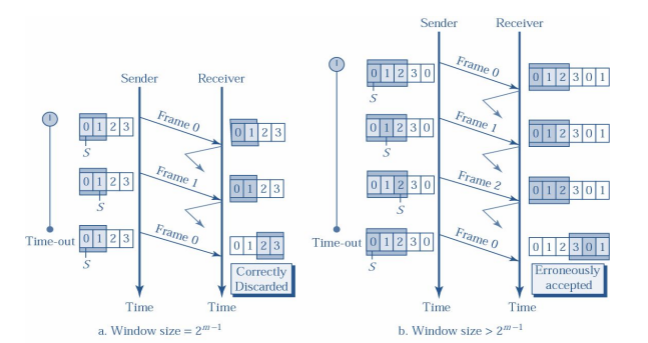 Sender Receiver
0 1 2 3
S
Frame 0
0 1 2 3
0 1 2 3
S
Frame 1
0 1 2 3
Time-out
0 1 2 3
S
Frame 0
0 1 2 3
Correctly
Discarded
Time Time
a. Window size = 2^{m−1}
Sender Receiver
0 1 2 3 0
S
Frame 0
0 1 2 3 0 1
0 1 2 3 0
S
Frame 1
0 1 2 3 0 1
0 1 2 3 0
S
Frame 2
0 1 2 3 0 1
Time-out
0 1 2 3 0
S
Frame 0
0 1 2 3 0 1
Erroneously
accepted
Time Time
b. Window size > 2^{m−1}